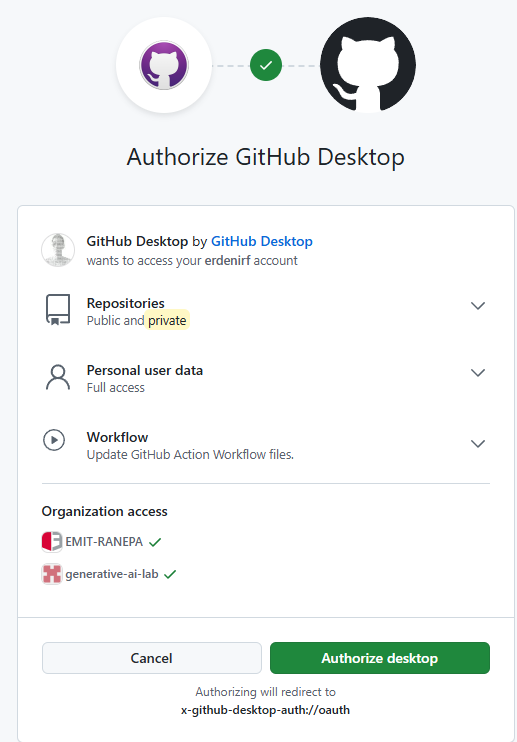 Authorize GitHub Desktop
GitHub Desktop by GitHub Desktop
wants to access your erdenirf account
Repositories
Public and private
Personal user data
Full access
Workflow
Update GitHub Action Workflow files.
Organization access
EMIT-RANEPA
generative-ai-lab
Cancel
Authorize desktop
Authorizing will redirect to
x-github-desktop-auth://oauth